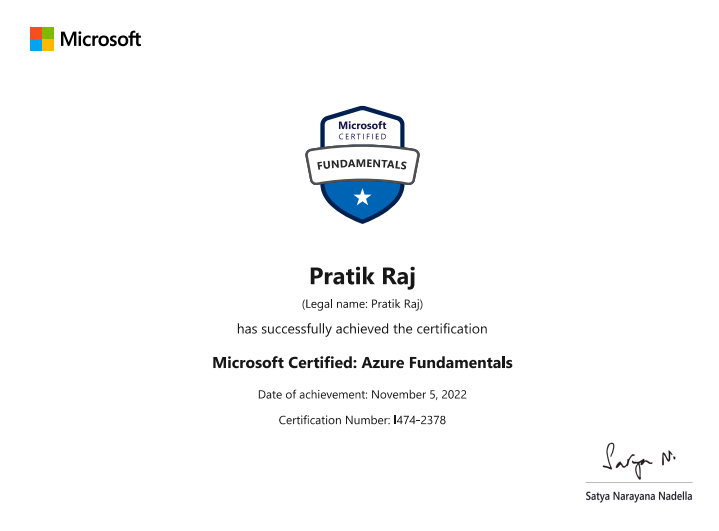 Microsoft
Microsoft
CERTIFIED
FUNDAMENTALS
Pratik Raj
(Legal name: Pratik Raj)
has successfully achieved the certification
Microsoft Certified: Azure Fundamentals
Date of achievement: November 5, 2022
Certification Number: I474-2378
Satya N.
Satya Narayana Nadella